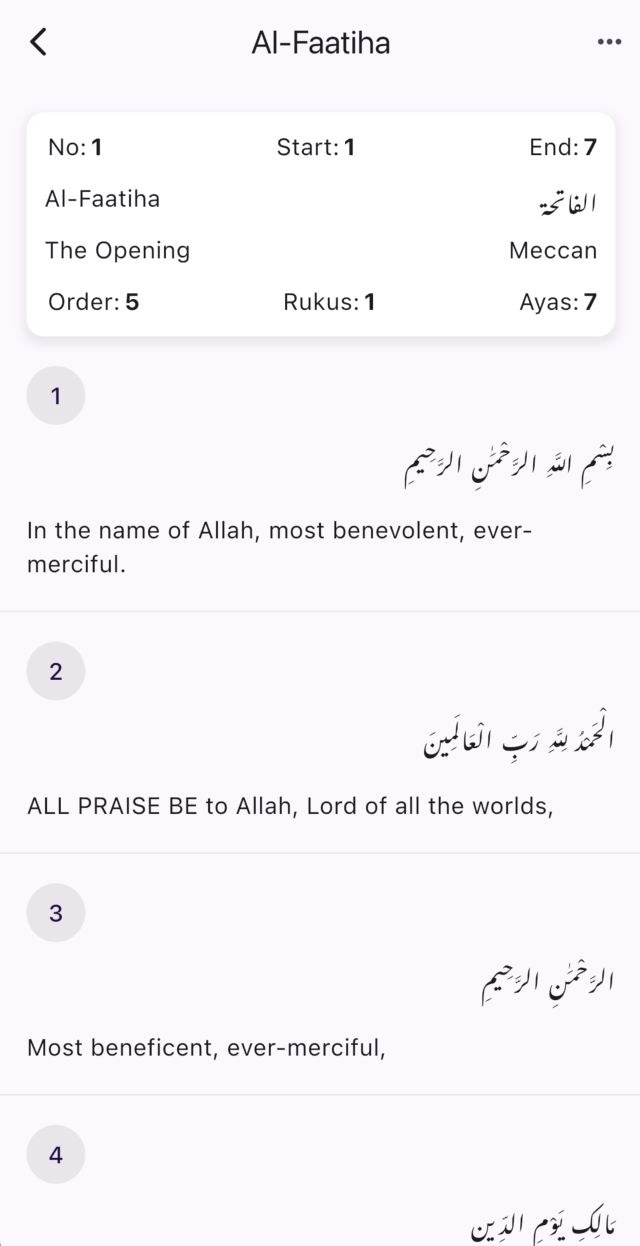 Al-Faatiha
No: 1 Start: 1 End: 7
Al-Faatiha الفاتحة
The Opening Meccan
Order: 5 Rukus: 1 Ayas: 7
1
بِسْمِ اللَّهِ الرَّحْمَٰنِ الرَّحِيمِ
In the name of Allah, most benevolent, ever-
merciful.
2
الْحَمْدُ لِلَّهِ رَبِّ الْعَالَمِينَ
ALL PRAISE BE to Allah, Lord of all the worlds,
3
الرَّحْمَٰنِ الرَّحِيمِ
Most beneficent, ever-merciful,
4
مَالِكِ يَوْمِ الدِّينِ